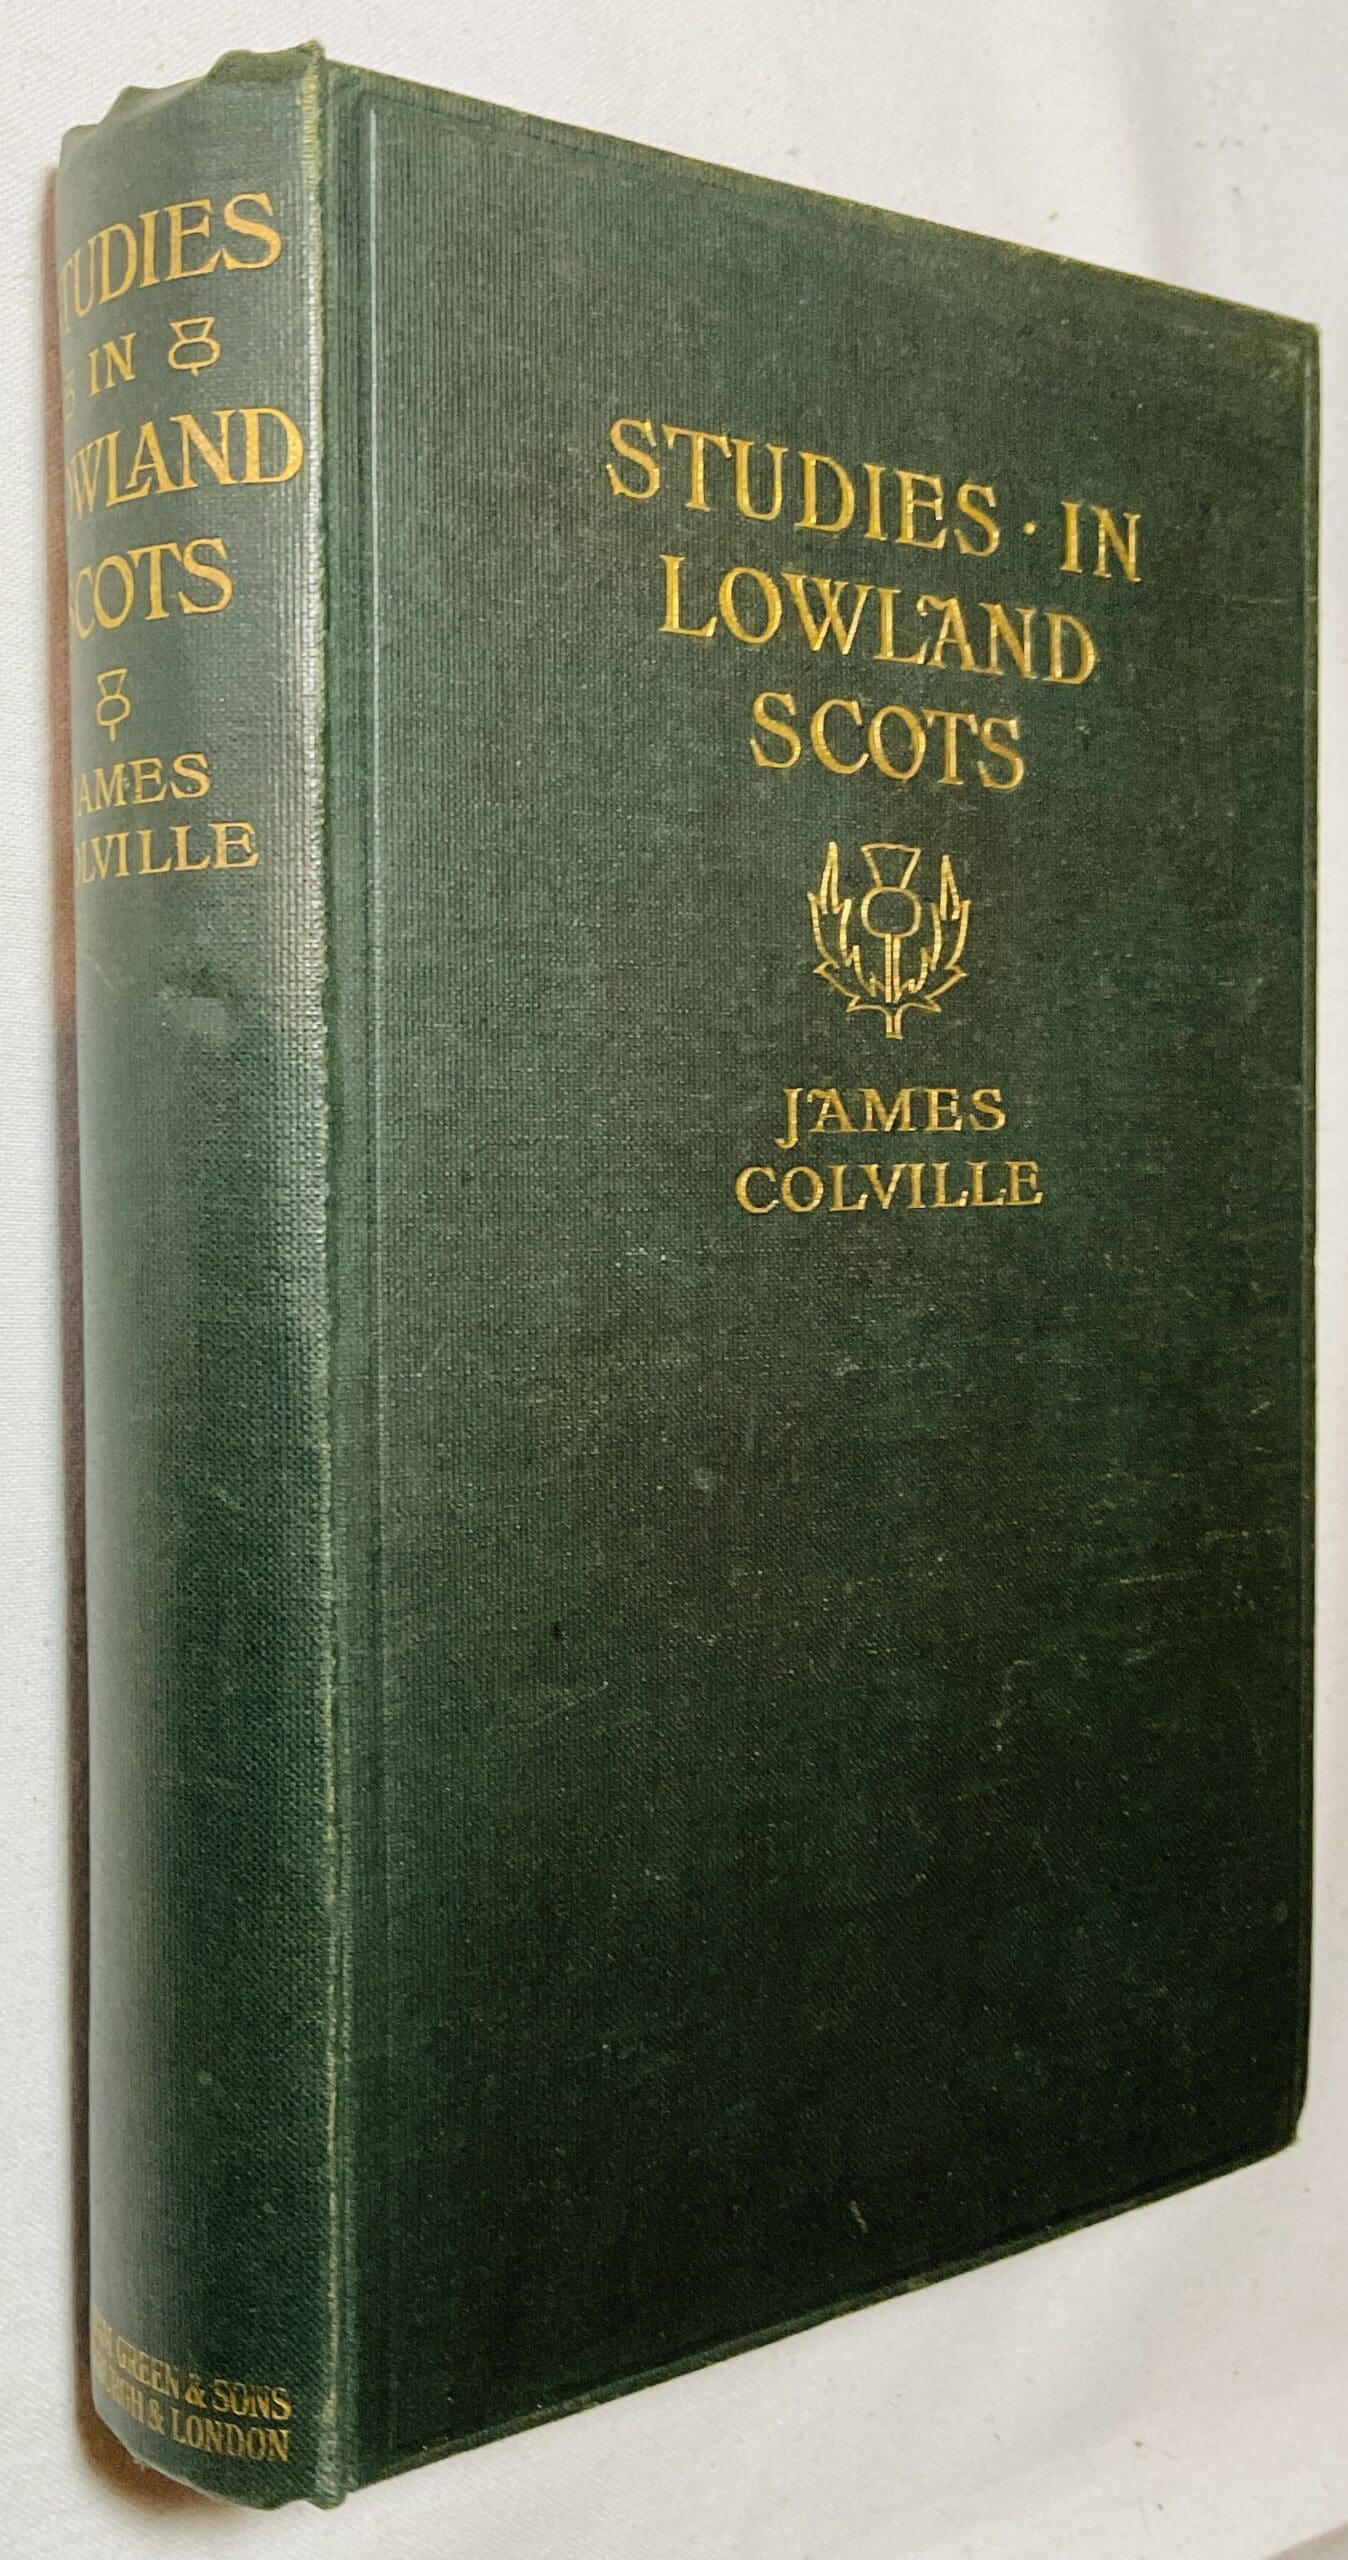 STUDIES
IN
LOWLAND
SCOTS
JAMES
COLVILLE
GREEN & SONS
& LONDON
STUDIES · IN
LOWLAND
SCOTS
JAMES
COLVILLE